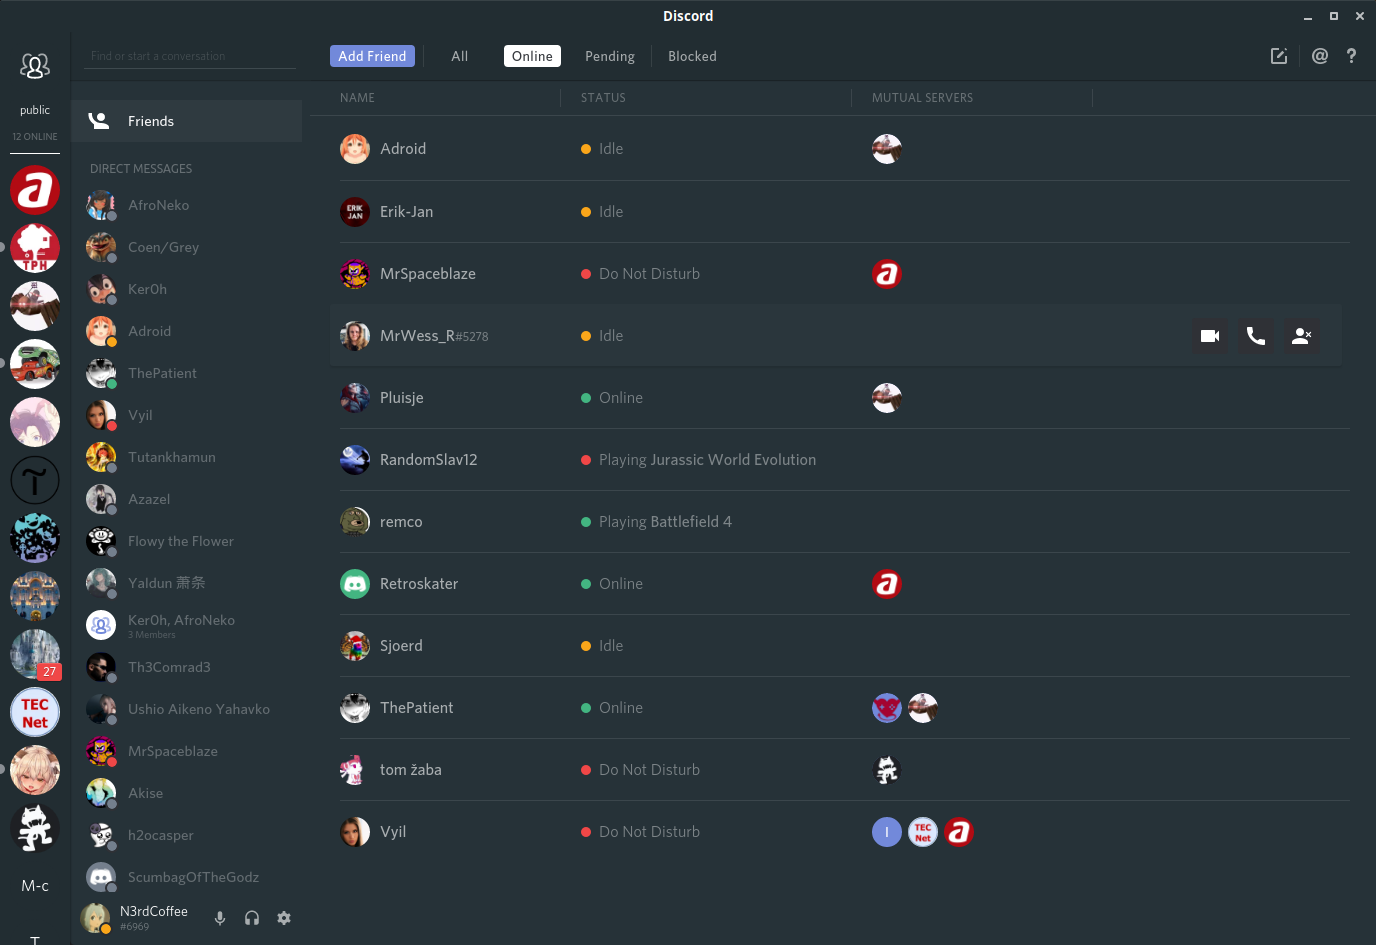 Discord
Find or start a conversation
Add Friend All Online Pending Blocked
@ ?
public
12 ONLINE
a
TPH
27
TEC
Net
M-c
Friends
DIRECT MESSAGES
AfroNeko
Coen/Grey
Ker0h
Adroid
ThePatient
Vyil
Tutankhamun
Azazel
Flowy the Flower
Yaldun 萧条
Ker0h, AfroNeko
3 Members
Th3Comrad3
Ushio Aikeno Yahavko
MrSpaceblaze
Akise
h2ocasper
ScumbagOfTheGodz
N3rdCoffee
#6969
NAME STATUS MUTUAL SERVERS
Adroid Idle
ERIK
JAN
Erik-Jan Idle
MrSpaceblaze Do Not Disturb a
MrWess_R#5278 Idle
Pluisje Online
RandomSlav12 Playing Jurassic World Evolution
remco Playing Battlefield 4
Retroskater Online a
Sjoerd Idle
ThePatient Online
tom žaba Do Not Disturb
Vyil Do Not Disturb I TEC Net a